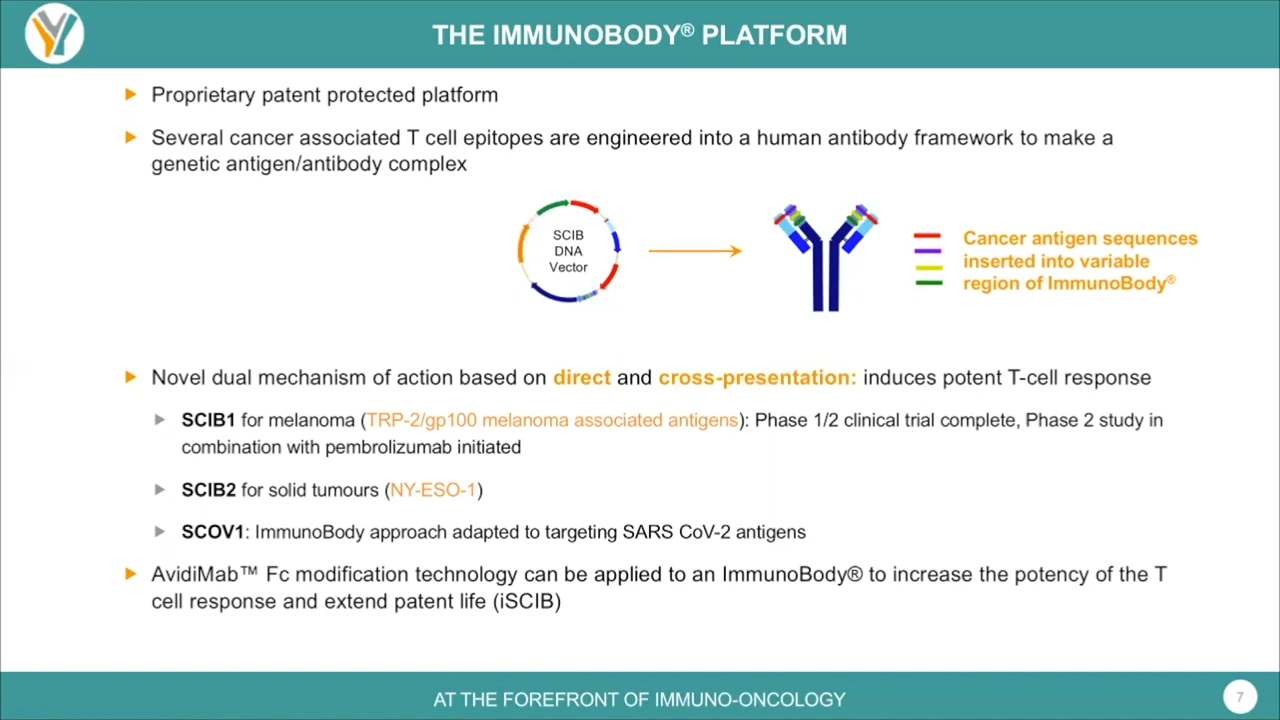 THE IMMUNOBODY® PLATFORM
Proprietary patent protected platform
Several cancer associated T cell epitopes are engineered into a human antibody framework to make a
genetic antigen/antibody complex
SCIB
DNA
Vector
Cancer antigen sequences
inserted into variable
region of ImmunoBody®
Novel dual mechanism of action based on direct and cross-presentation: induces potent T-cell response
SCIB1 for melanoma (TRP-2/gp100 melanoma associated antigens): Phase 1/2 clinical trial complete, Phase 2 study in
combination with pembrolizumab initiated
SCIB2 for solid tumours (NY-ESO-1)
SCOV1: ImmunoBody approach adapted to targeting SARS CoV-2 antigens
AvidiMab™ Fc modification technology can be applied to an ImmunoBody® to increase the potency of the T
cell response and extend patent life (iSCIB)
AT THE FOREFRONT OF IMMUNO-ONCOLOGY
7